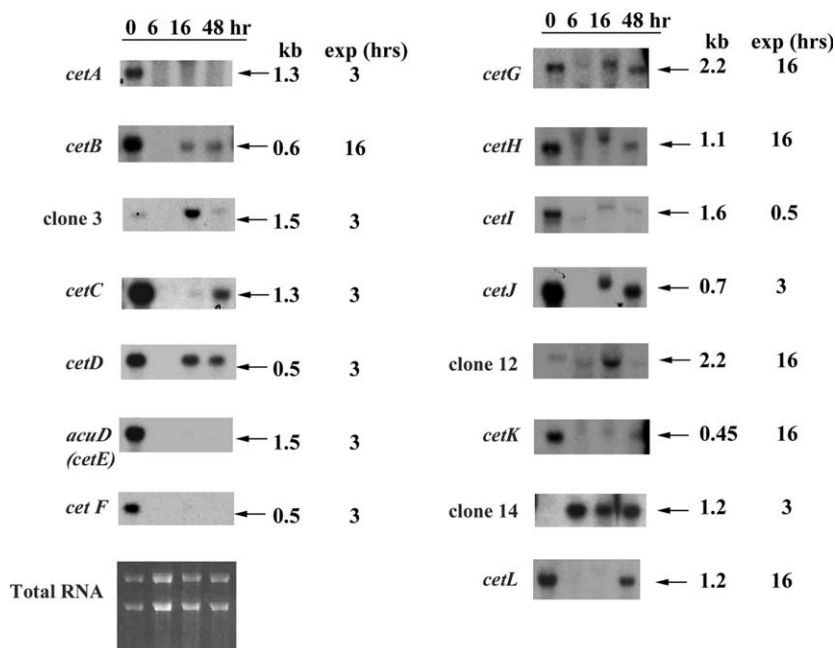 0 6 16 48 hr
kb exp (hrs)
cetA 1.3 3
cetB 0.6 16
clone 3 1.5 3
cetC 1.3 3
cetD 0.5 3
acuD 1.5 3
(cetE)
cet F 0.5 3
Total RNA
0 6 16 48 hr
kb exp (hrs)
cetG 2.2 16
cetH 1.1 16
cetI 1.6 0.5
cetJ 0.7 3
clone 12 2.2 16
cetK 0.45 16
clone 14 1.2 3
cetL 1.2 16